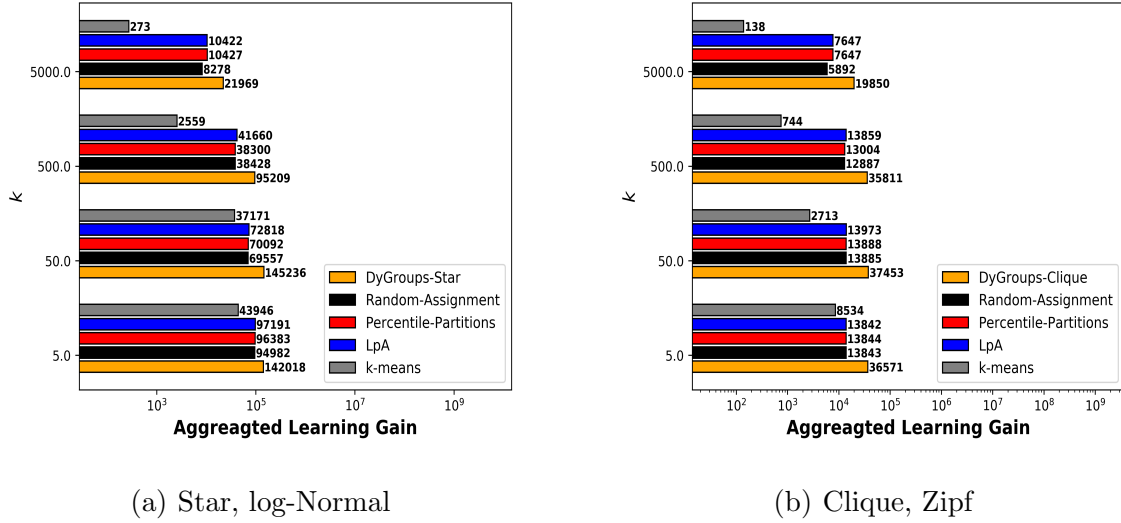 k
5000.0
273
10422
10427
8278
21969
500.0
2559
41660
38300
38428
95209
50.0
37171
72818
70092
69557
145236
5.0
43946
97191
96383
94982
142018
DyGroups-Star
Random-Assignment
Percentile-Partitions
LpA
k-means
10^3 10^5 10^7 10^9
Aggreagted Learning Gain
(a) Star, log-Normal
k
5000.0
138
7647
7647
5892
19850
500.0
744
13859
13004
12887
35811
50.0
2713
13973
13888
13885
37453
5.0
8534
13842
13844
13843
36571
DyGroups-Clique
Random-Assignment
Percentile-Partitions
LpA
k-means
10^2 10^3 10^4 10^5 10^6 10^7 10^8 10^9
Aggreagted Learning Gain
(b) Clique, Zipf